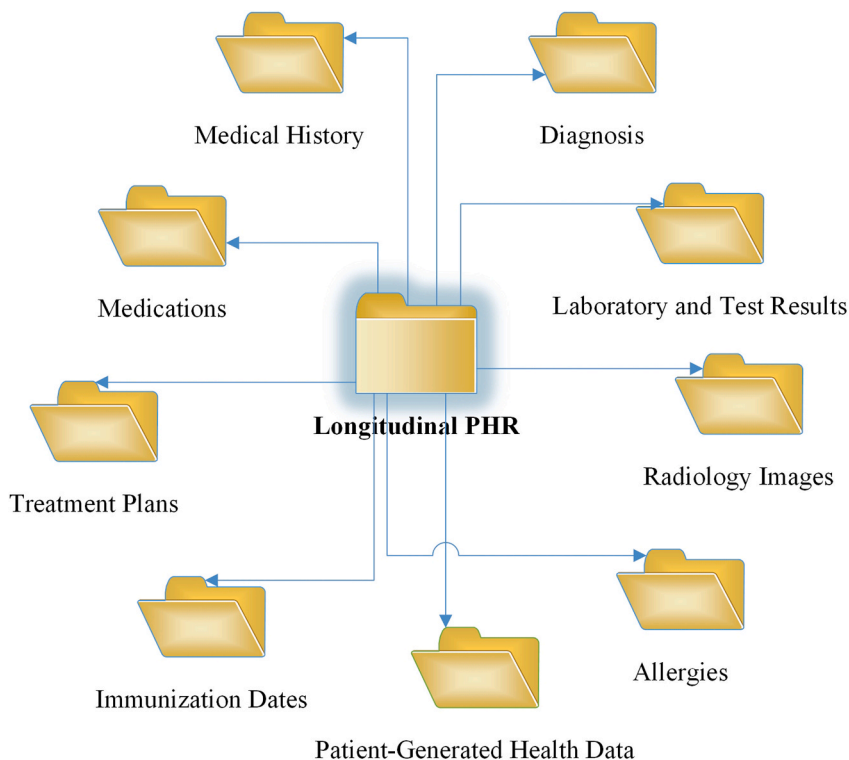 Medical History
Diagnosis
Medications
Laboratory and Test Results
Longitudinal PHR
Treatment Plans
Radiology Images
Immunization Dates
Allergies
Patient-Generated Health Data